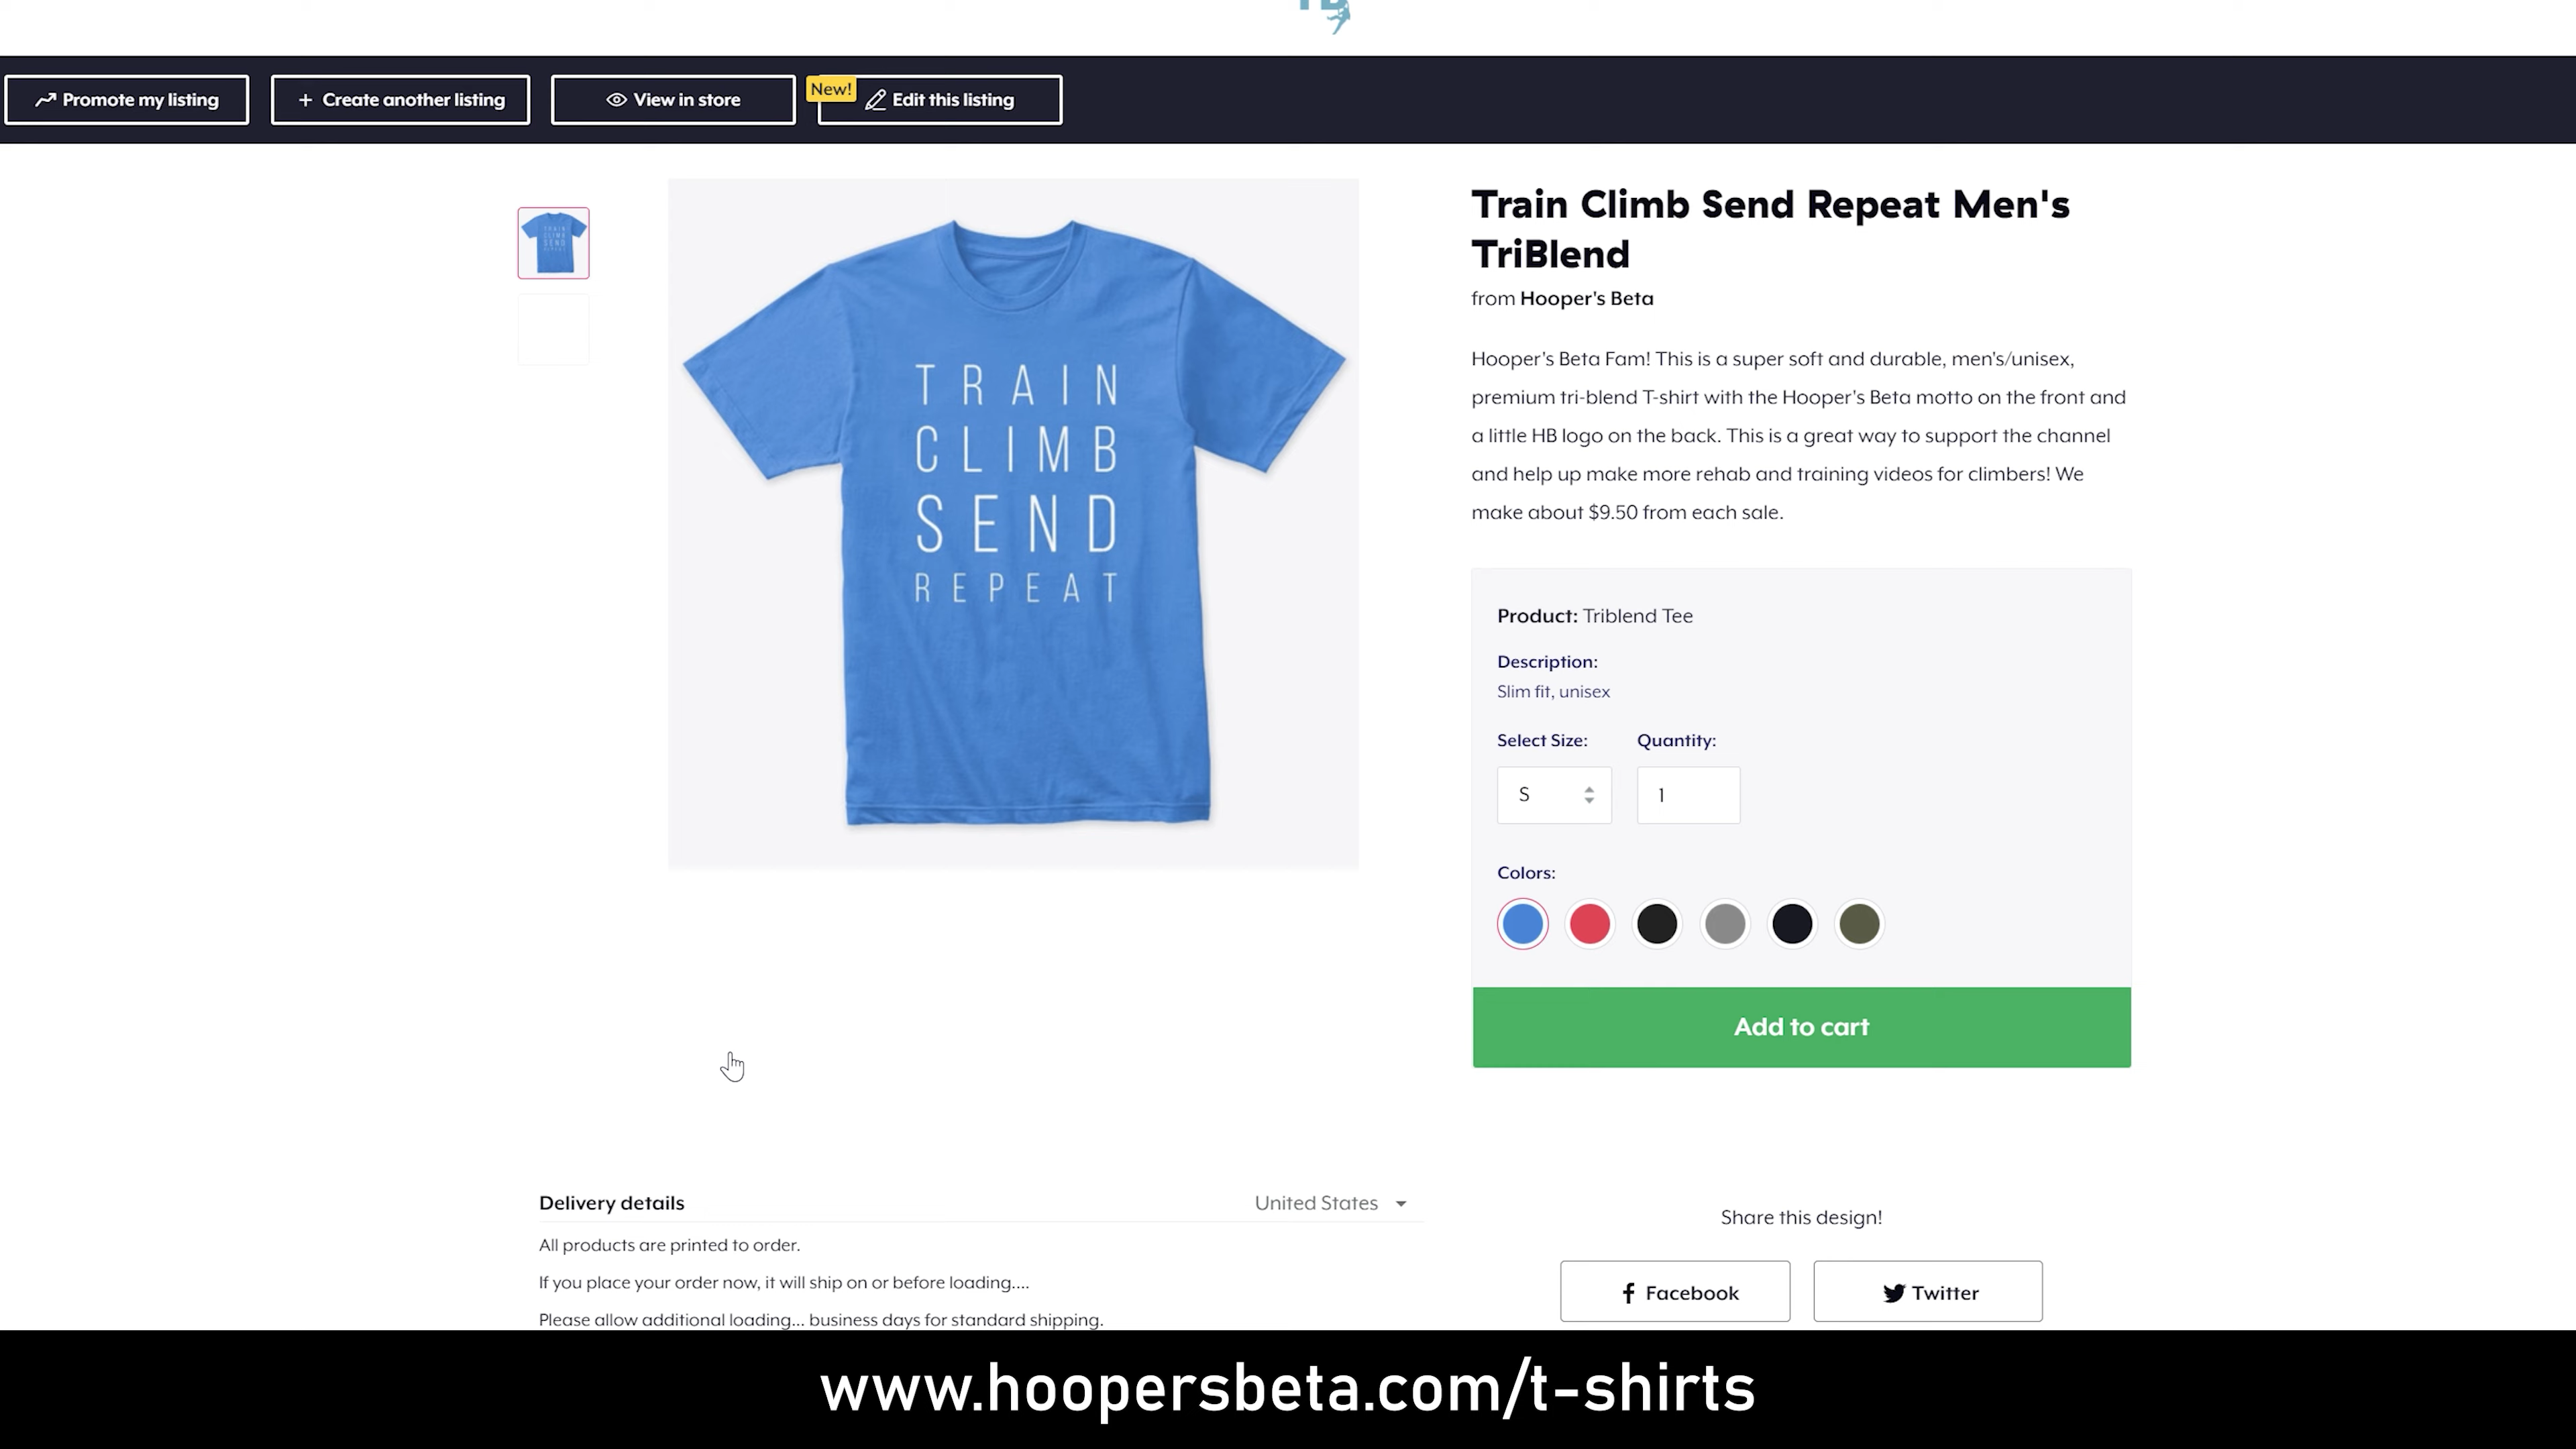 Promote my listing
+ Create another listing
View in store
New!
Edit this listing
TRAIN
CLIMB
SEND
REPEAT
Train Climb Send Repeat Men's
TriBlend
from Hooper's Beta
Hooper's Beta Fam! This is a super soft and durable, men's/unisex,
premium tri-blend T-shirt with the Hooper's Beta motto on the front and
a little HB logo on the back. This is a great way to support the channel
and help up make more rehab and training videos for climbers! We
make about $9.50 from each sale.
Product: Triblend Tee
Description:
Slim fit, unisex
Select Size: Quantity:
S 1
Colors:
Add to cart
Delivery details United States
All products are printed to order.
If you place your order now, it will ship on or before loading....
Please allow additional loading... business days for standard shipping.
Share this design!
Facebook Twitter
www.hoopersbeta.com/t-shirts